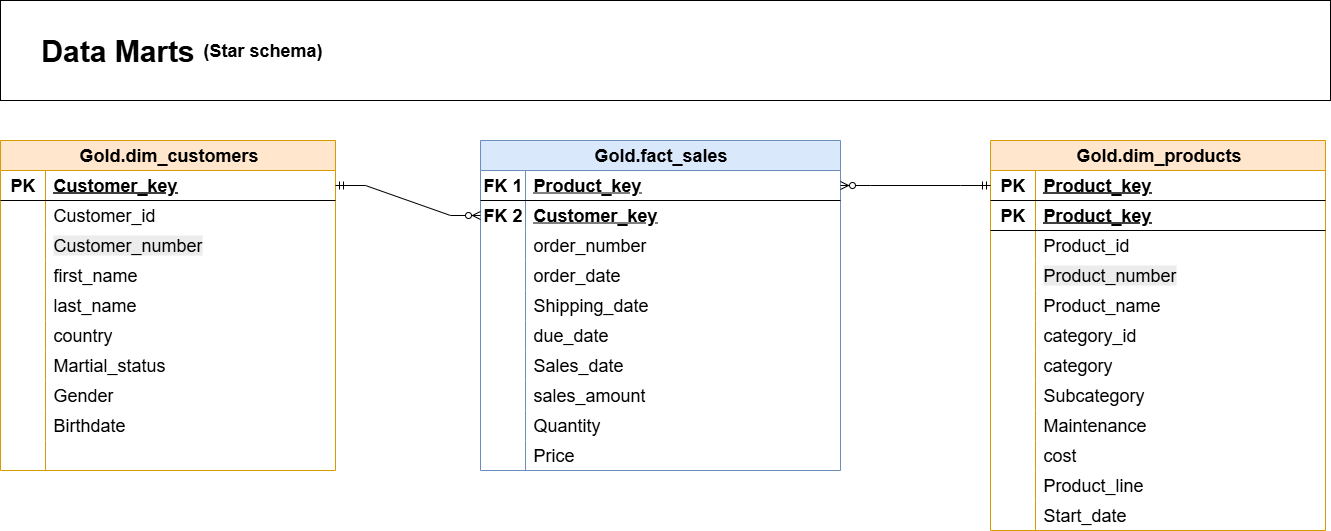 Data Marts (Star schema)
Gold.dim_customers
PK Customer_key
Customer_id
Customer_number
first_name
last_name
country
Martial_status
Gender
Birthdate
Gold.fact_sales
FK 1 Product_key
FK 2 Customer_key
order_number
order_date
Shipping_date
due_date
Sales_date
sales_amount
Quantity
Price
Gold.dim_products
PK Product_key
PK Product_key
Product_id
Product_number
Product_name
category_id
category
Subcategory
Maintenance
cost
Product_line
Start_date